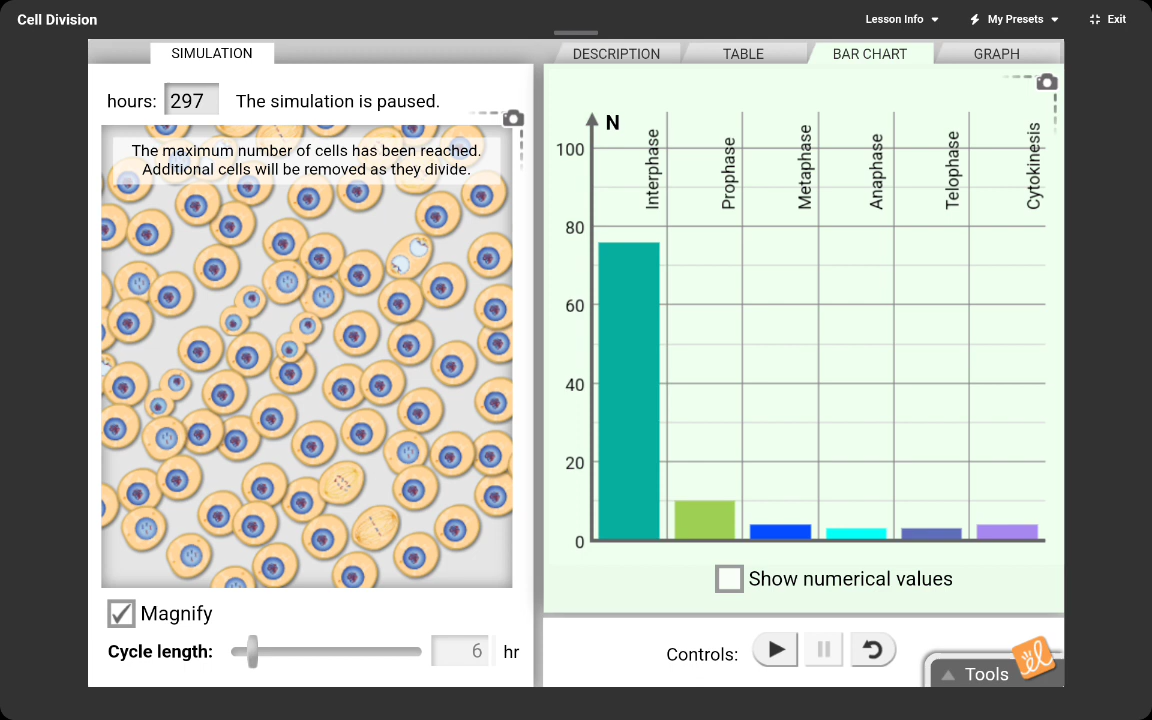 Cell Division
Lesson Info
My Presets
Exit
SIMULATION
DESCRIPTION
TABLE
BAR CHART
GRAPH
hours: 297 The simulation is paused.
The maximum number of cells has been reached.
Additional cells will be removed as they divide.
N
100
80
60
40
20
0
Interphase
Prophase
Metaphase
Anaphase
Telophase
Cytokinesis
Show numerical values
Magnify
Cycle length: 6 hr
Controls:
Tools